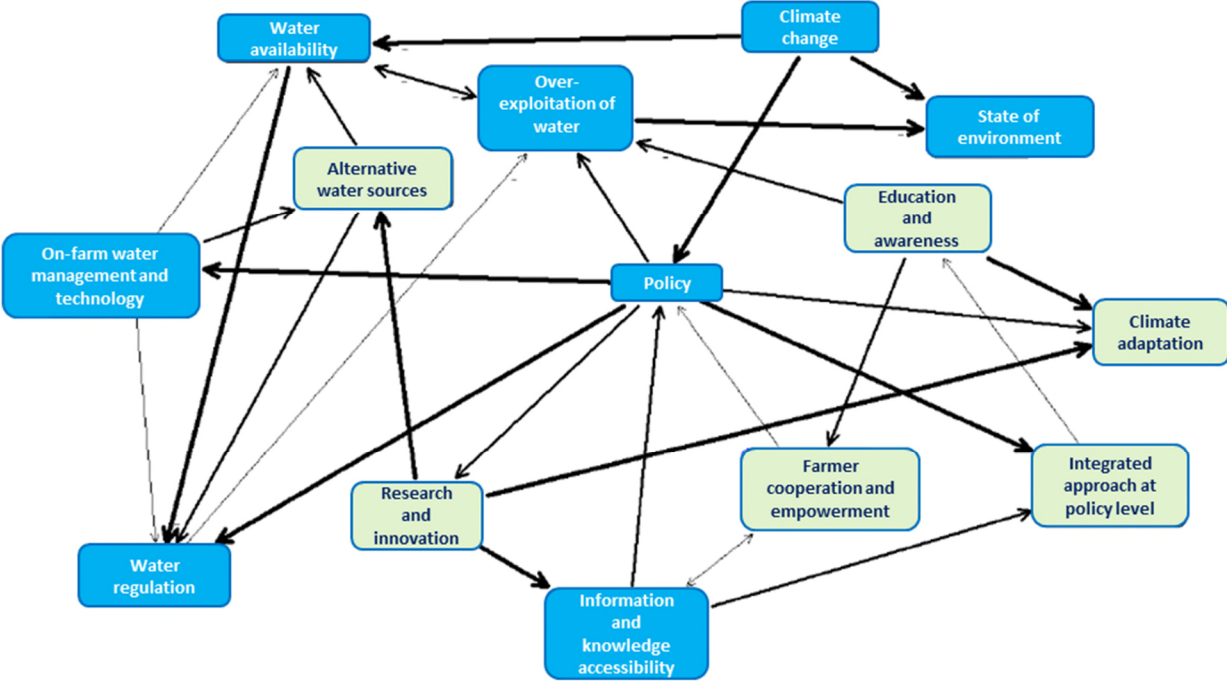 Water
availability
Climate
change
Over-
exploitation of
water
State of
environment
Alternative
water sources
Education
and
awareness
On-farm water
management and
technology
Policy
Climate
adaptation
Research
and
innovation
Farmer
cooperation and
empowerment
Integrated
approach at
policy level
Water
regulation
Information
and
knowledge
accessibility